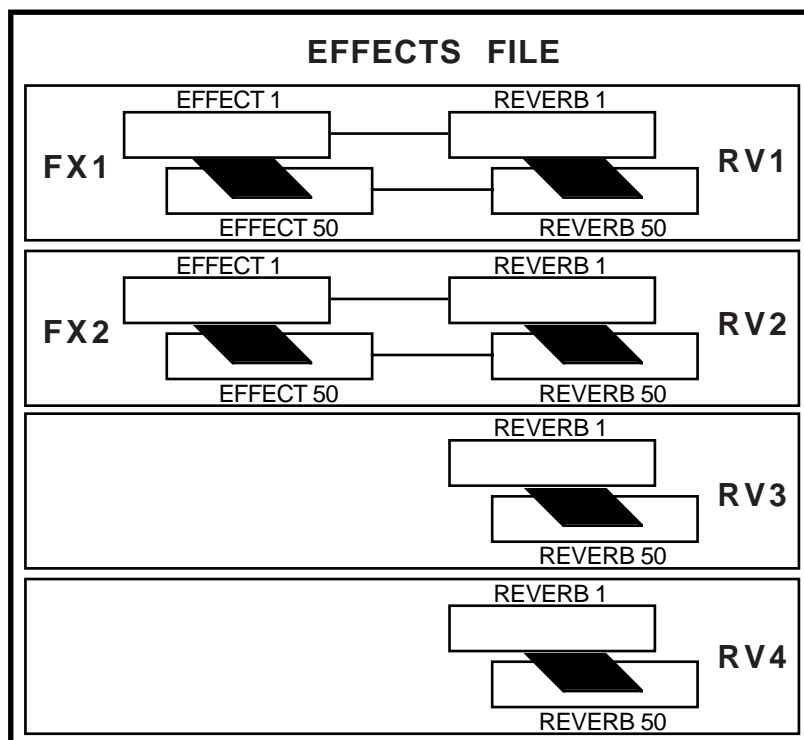 EFFECTS FILE
EFFECT 1 REVERB 1
FX1 RV1
EFFECT 50 REVERB 50
EFFECT 1 REVERB 1
FX2 RV2
EFFECT 50 REVERB 50
REVERB 1
RV3
REVERB 50
REVERB 1
RV4
REVERB 50